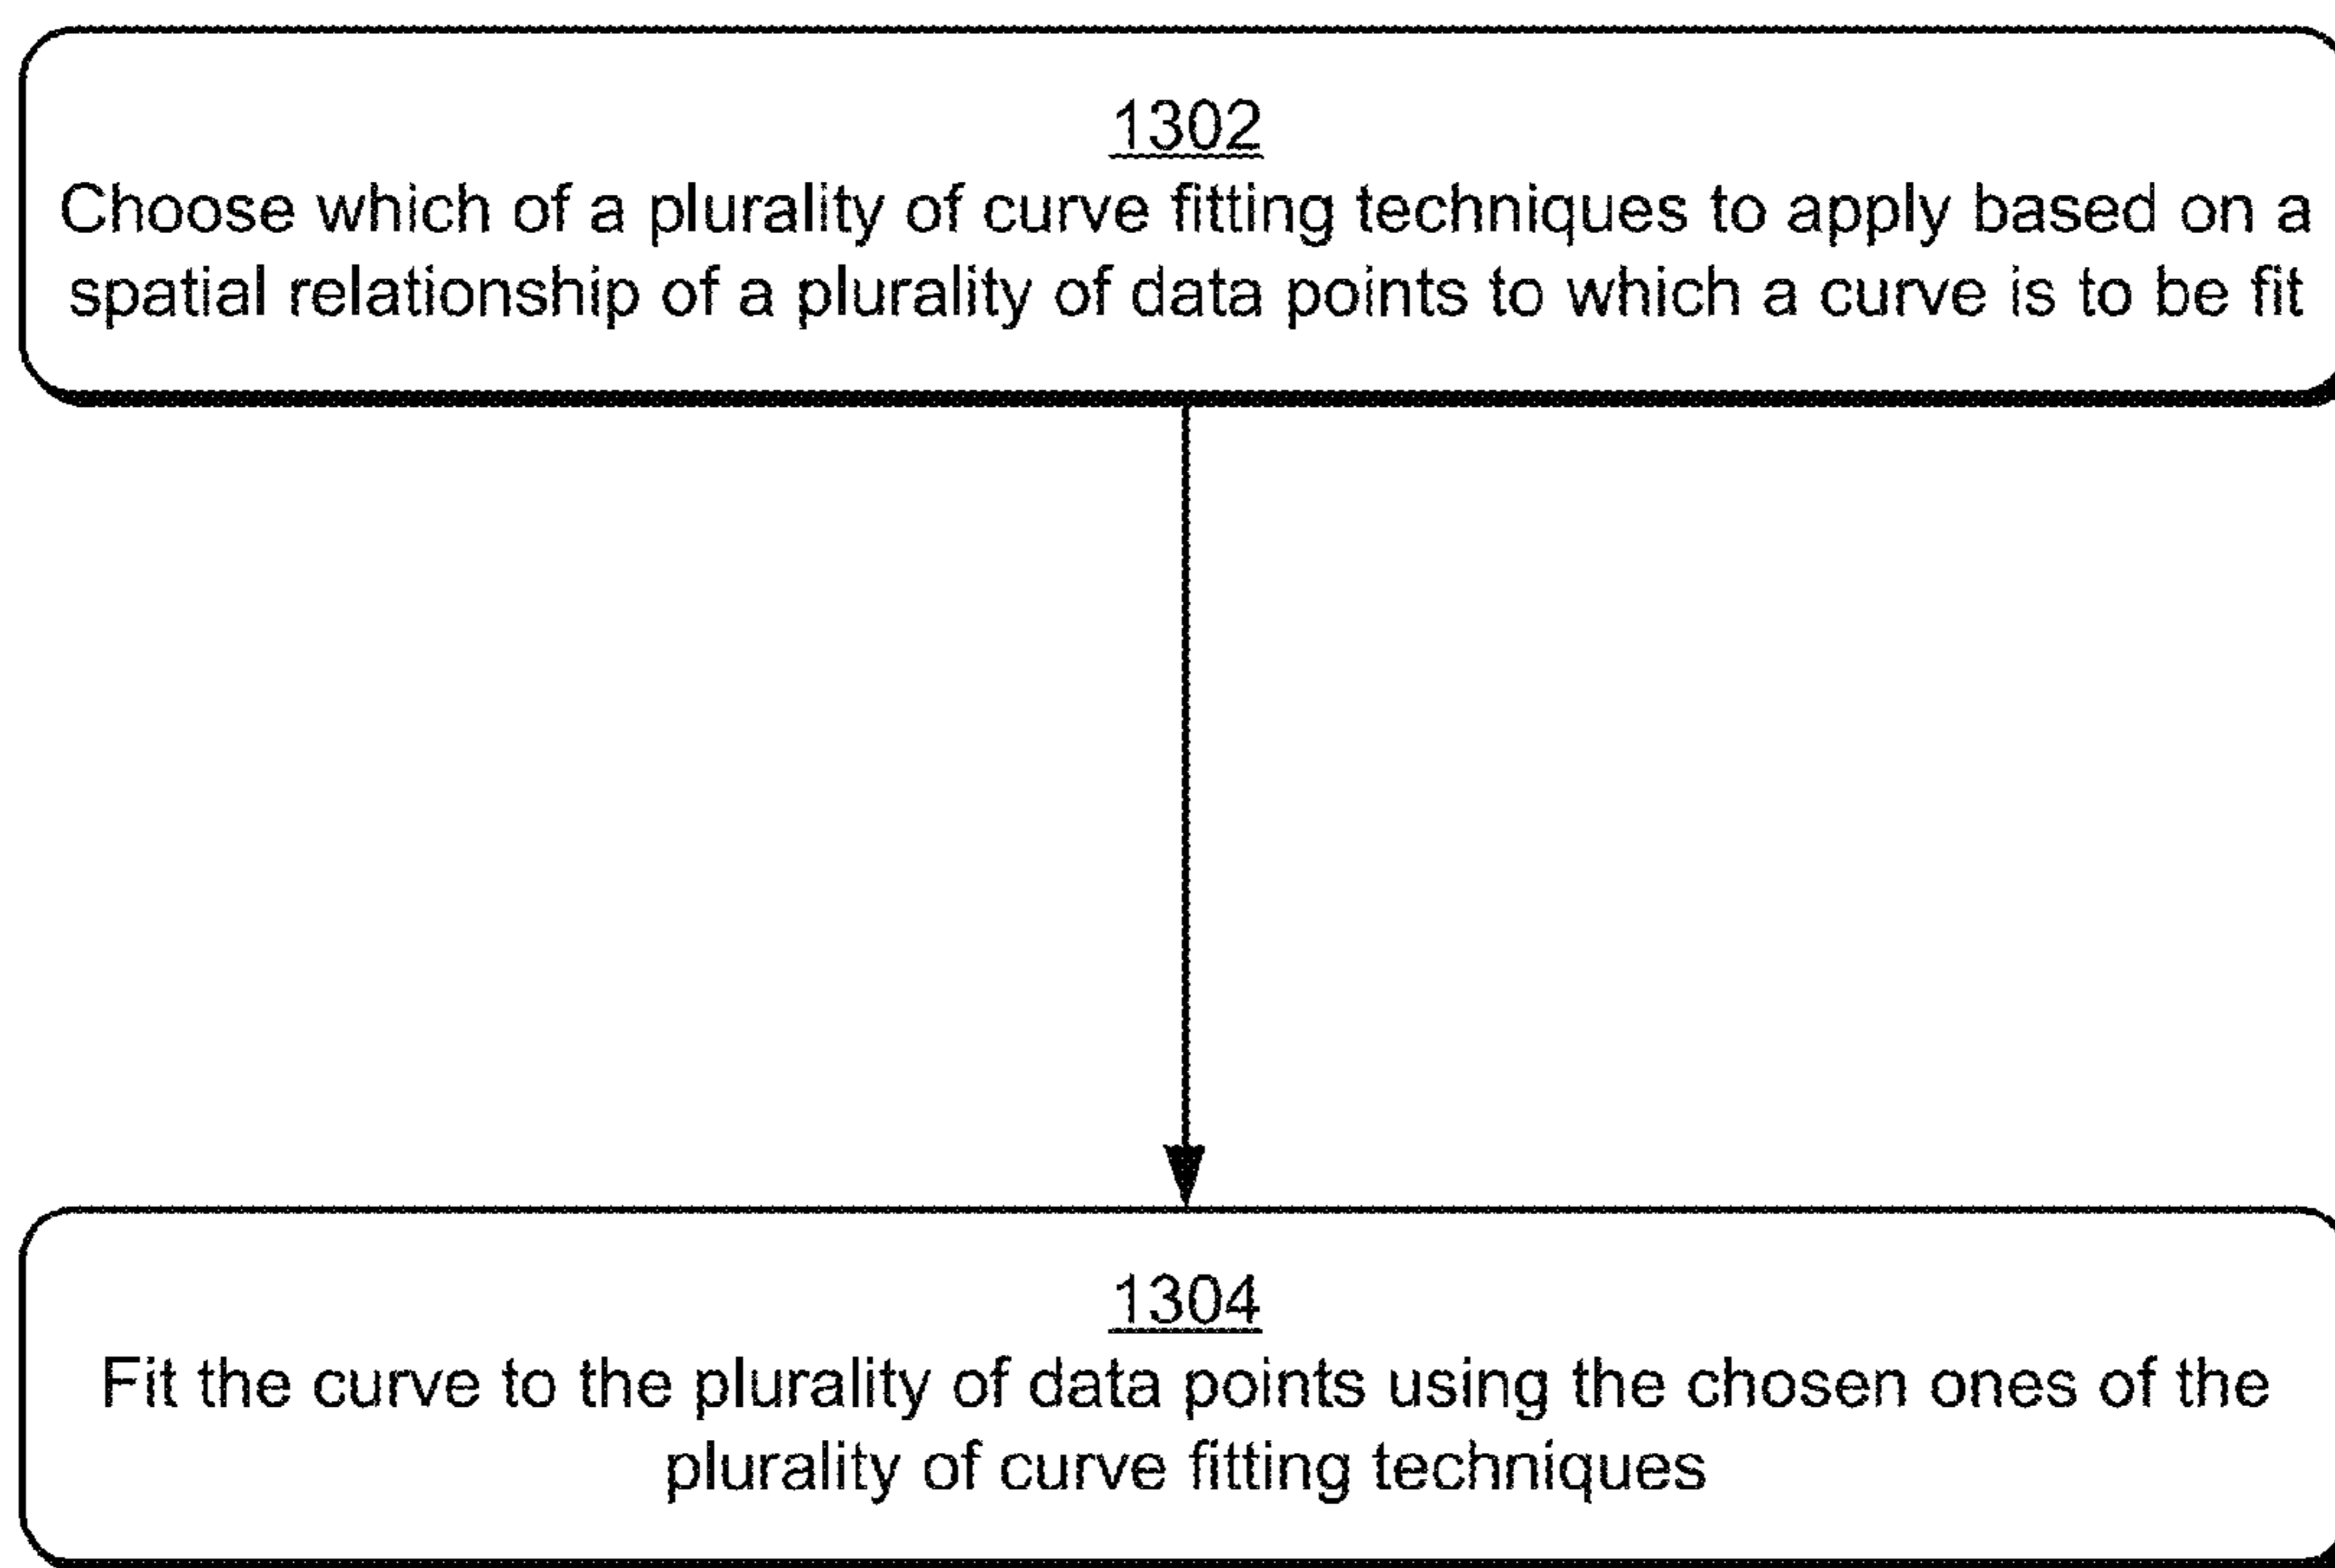 1302
Choose which of a plurality of curve fitting techniques to apply based on a
spatial relationship of a plurality of data points to which a curve is to be fit
1304
Fit the curve to the plurality of data points using the chosen ones of the
plurality of curve fitting techniques